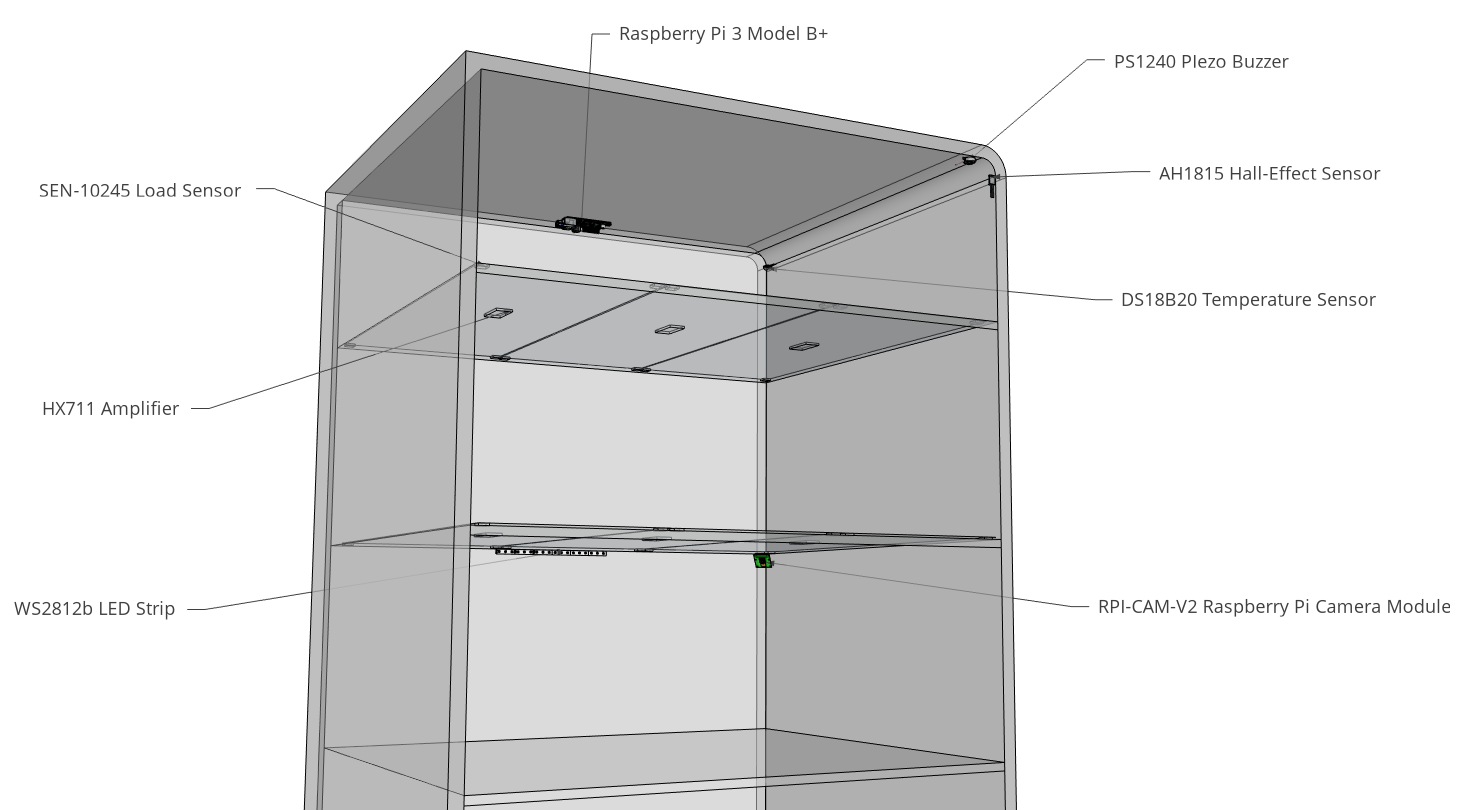 Raspberry Pi 3 Model B+
PS1240 PIezo Buzzer
AH1815 Hall-Effect Sensor
SEN-10245 Load Sensor
DS18B20 Temperature Sensor
HX711 Amplifier
WS2812b LED Strip
RPI-CAM-V2 Raspberry Pi Camera Module